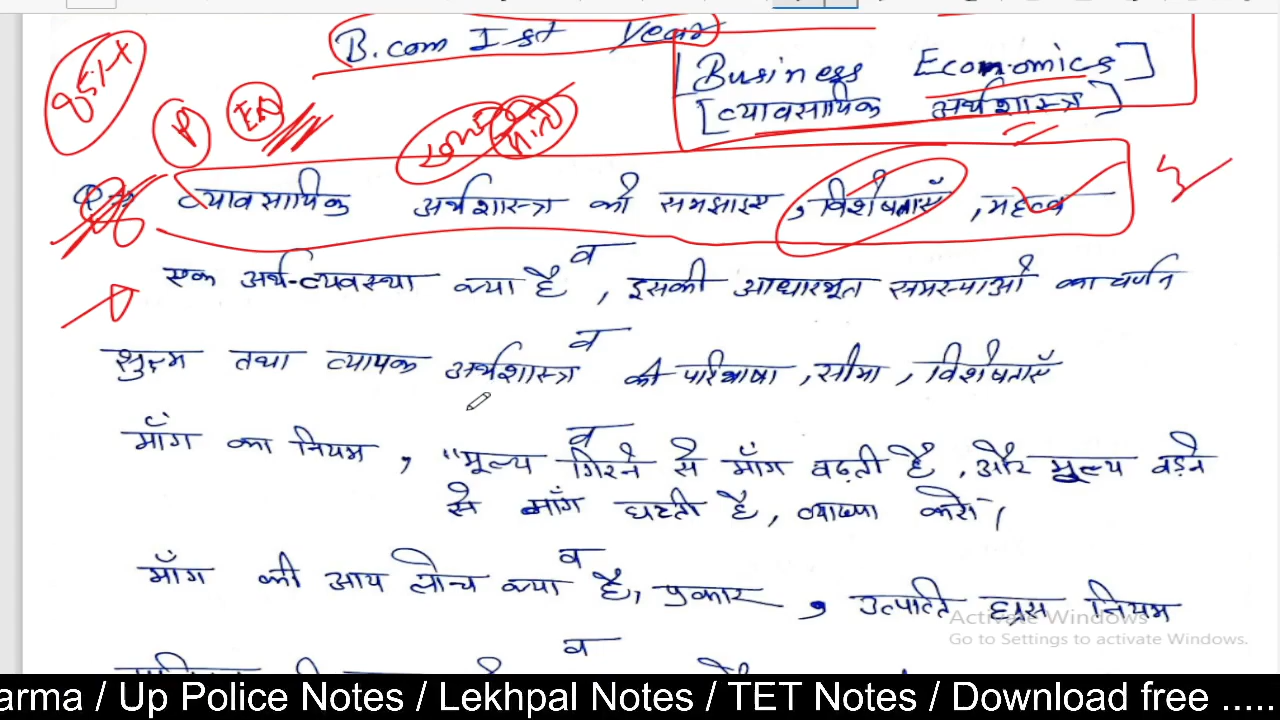 B.com Ist Year
[Business Economics]
[व्यावसायिक अर्थशास्त्र]
85%
P
EN
व्यावसायिक अर्थशास्त्र को समझाइए, विशेषताएँ, महत्व
व
एक अर्थ-व्यवस्था क्या है, इसकी आधारभूत समस्याओं का वर्णन
व
सुक्ष्म तथा व्यापक अर्थशास्त्र की परिभाषा, सीमा, विशेषताएँ
व
माँग का नियम, "मूल्य गिरने से माँग बढ़ती है, और मूल्य बड़ने
से माँग घटती है, व्याख्या करो।
व
माँग की आय लोच क्या है, प्रकार, उत्पत्ति ह्रास नियम
व
Activate Windows
Go to Settings to activate Windows.
arma / Up Police Notes / Lekhpal Notes / TET Notes / Download free .....